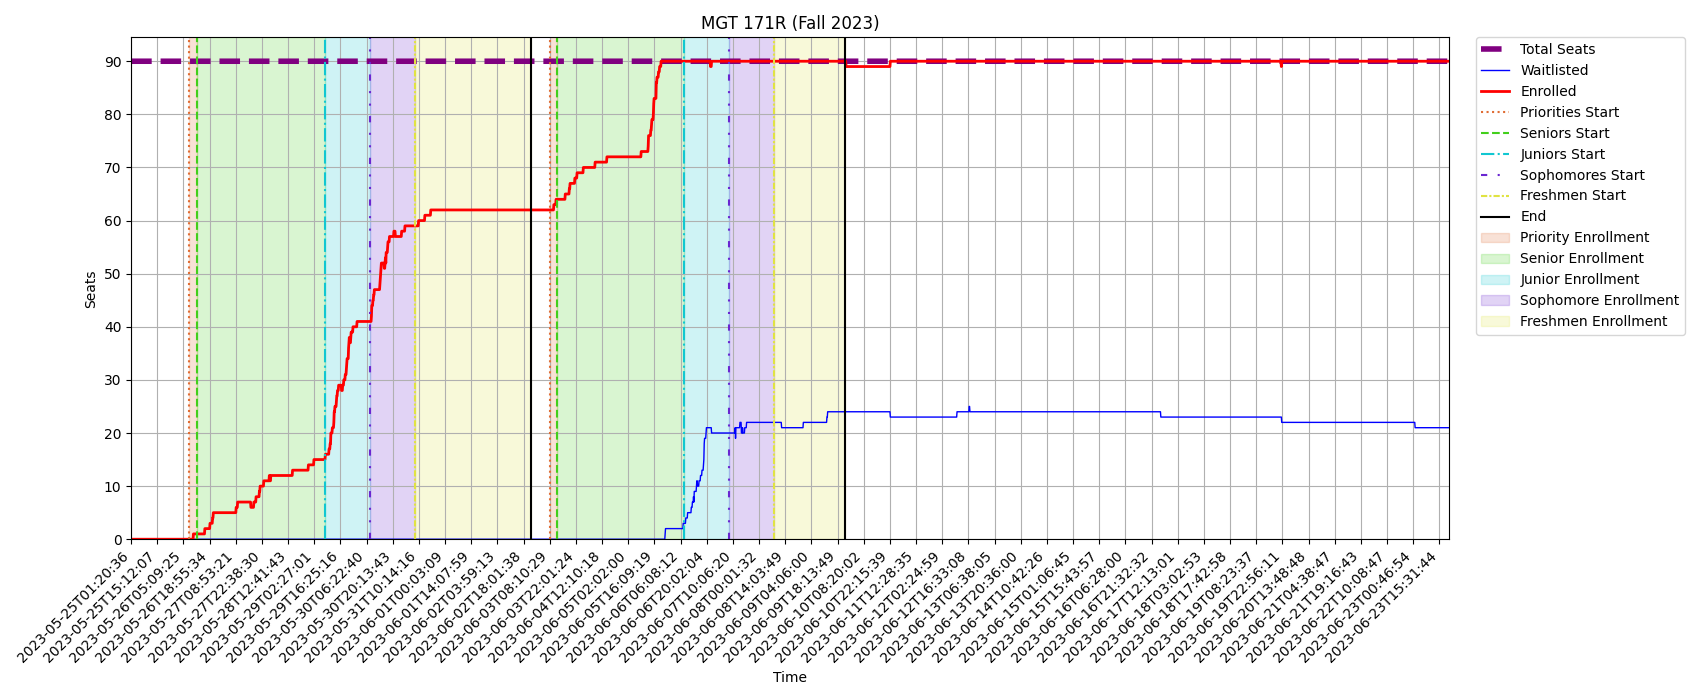 MGT 171R (Fall 2023)
Seats
90
80
70
60
50
40
30
20
10
0
2023-05-25T01:20:36
2023-05-25T15:12:07
2023-05-26T05:09:25
2023-05-26T18:55:34
2023-05-27T08:53:21
2023-05-27T22:38:30
2023-05-28T12:41:43
2023-05-29T02:27:01
2023-05-29T16:25:16
2023-05-30T06:22:40
2023-05-30T20:13:43
2023-05-31T10:14:16
2023-06-01T00:03:09
2023-06-01T14:07:59
2023-06-02T03:59:13
2023-06-02T18:01:38
2023-06-03T08:10:29
2023-06-03T22:01:24
2023-06-04T12:10:18
2023-06-05T02:02:00
2023-06-05T16:09:19
2023-06-06T06:08:12
2023-06-06T20:02:04
2023-06-07T10:06:20
2023-06-08T00:01:32
2023-06-08T14:03:49
2023-06-09T04:06:00
2023-06-09T18:13:49
2023-06-10T08:20:02
2023-06-10T22:15:39
2023-06-11T12:28:35
2023-06-12T02:24:59
2023-06-12T16:33:08
2023-06-13T06:38:05
2023-06-13T20:36:00
2023-06-14T10:42:26
2023-06-15T01:06:45
2023-06-15T15:43:57
2023-06-16T06:28:00
2023-06-16T21:32:32
2023-06-17T12:13:01
2023-06-18T03:02:53
2023-06-18T17:42:58
2023-06-19T08:23:37
2023-06-19T22:56:11
2023-06-20T13:48:48
2023-06-21T04:38:47
2023-06-21T19:16:43
2023-06-22T10:08:47
2023-06-23T00:46:54
2023-06-23T15:31:44
Time
Total Seats
Waitlisted
Enrolled
Priorities Start
Seniors Start
Juniors Start
Sophomores Start
Freshmen Start
End
Priority Enrollment
Senior Enrollment
Junior Enrollment
Sophomore Enrollment
Freshmen Enrollment